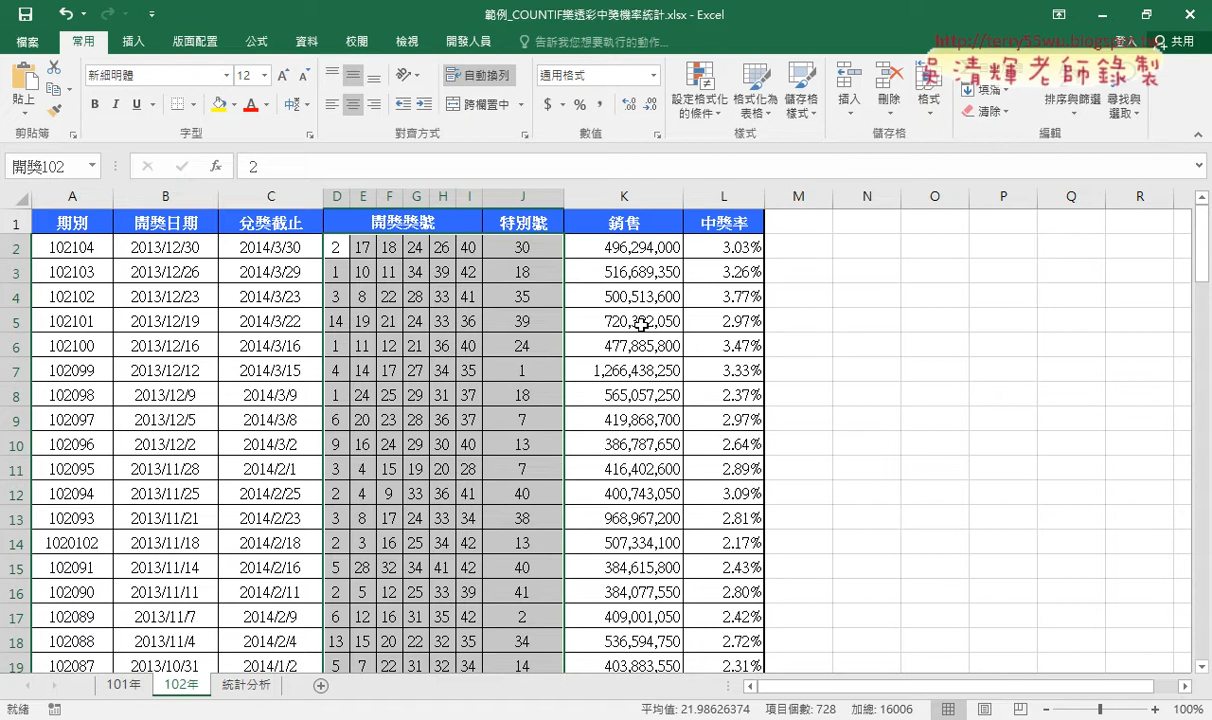 範例_COUNTIF樂透彩中獎機率統計.xlsx - Excel
檔案 常用 插入 版面配置 公式 資料 校閱 檢視 開發人員 告訴我您想要執行的動作... 登入 共用
http://terry55wu.blogspot.tw
吳清輝老師錄製
新細明體 12 自動換列 通用格式
貼上 B I U 中 跨欄置中 $ % , 設定格式化的條件 格式化為表格 儲存格樣式 插入 刪除 格式 填滿 清除 排序與篩選 尋找與選取
剪貼簿 字型 對齊方式 數值 樣式 儲存格 編輯
開獎102 fx 2
A B C D E F G H I J K L M N O P Q R
1 期別 開獎日期 兌獎截止 開獎獎號 特別號 銷售 中獎率
2 102104 2013/12/30 2014/3/30 2 17 18 24 26 40 30 496,294,000 3.03%
3 102103 2013/12/26 2014/3/29 1 10 11 34 39 42 18 516,689,350 3.26%
4 102102 2013/12/23 2014/3/23 3 8 22 28 33 41 35 500,513,600 3.77%
5 102101 2013/12/19 2014/3/22 14 19 21 24 33 36 39 2.97%
6 102100 2013/12/16 2014/3/16 1 11 12 21 36 40 24 477,885,800 3.47%
7 102099 2013/12/12 2014/3/15 4 14 17 27 34 35 1 1,266,438,250 3.33%
8 102098 2013/12/9 2014/3/9 1 24 25 29 31 37 18 565,057,250 2.37%
9 102097 2013/12/5 2014/3/8 6 20 23 28 36 37 7 419,868,700 2.97%
10 102096 2013/12/2 2014/3/2 9 16 24 29 30 40 13 386,787,650 2.64%
11 102095 2013/11/28 2014/2/1 3 4 15 19 20 28 7 416,402,600 2.89%
12 102094 2013/11/25 2014/2/25 2 4 9 33 36 41 40 400,743,050 3.09%
13 102093 2013/11/21 2014/2/23 3 8 17 24 33 34 38 968,967,200 2.81%
14 1020102 2013/11/18 2014/2/18 2 3 16 25 34 42 13 507,334,100 2.17%
15 102091 2013/11/14 2014/2/16 5 28 32 34 41 42 40 384,615,800 2.43%
16 102090 2013/11/11 2014/2/11 2 5 12 25 33 39 41 384,077,550 2.80%
17 102089 2013/11/7 2014/2/9 6 12 16 31 35 42 2 409,001,050 2.42%
18 102088 2013/11/4 2014/2/4 13 15 20 22 32 35 34 536,594,750 2.72%
19 102087 2013/10/31 2014/1/2 5 7 22 31 32 34 14 403,883,550 2.31%
101年 102年 統計分析
就緒 平均值: 21.98626374 項目個數: 728 加總: 16006 100%